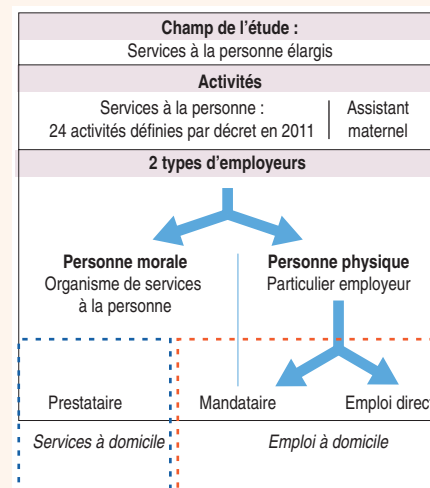 Champ de l'étude :
Services à la personne élargis
Activités
Services à la personne :
24 activités définies par décret en 2011
Assistant
maternel
2 types d'employeurs
Personne morale
Organisme de services
à la personne
Personne physique
Particulier employeur
Prestataire
Mandataire
Emploi direct
Services à domicile
Emploi à domicile